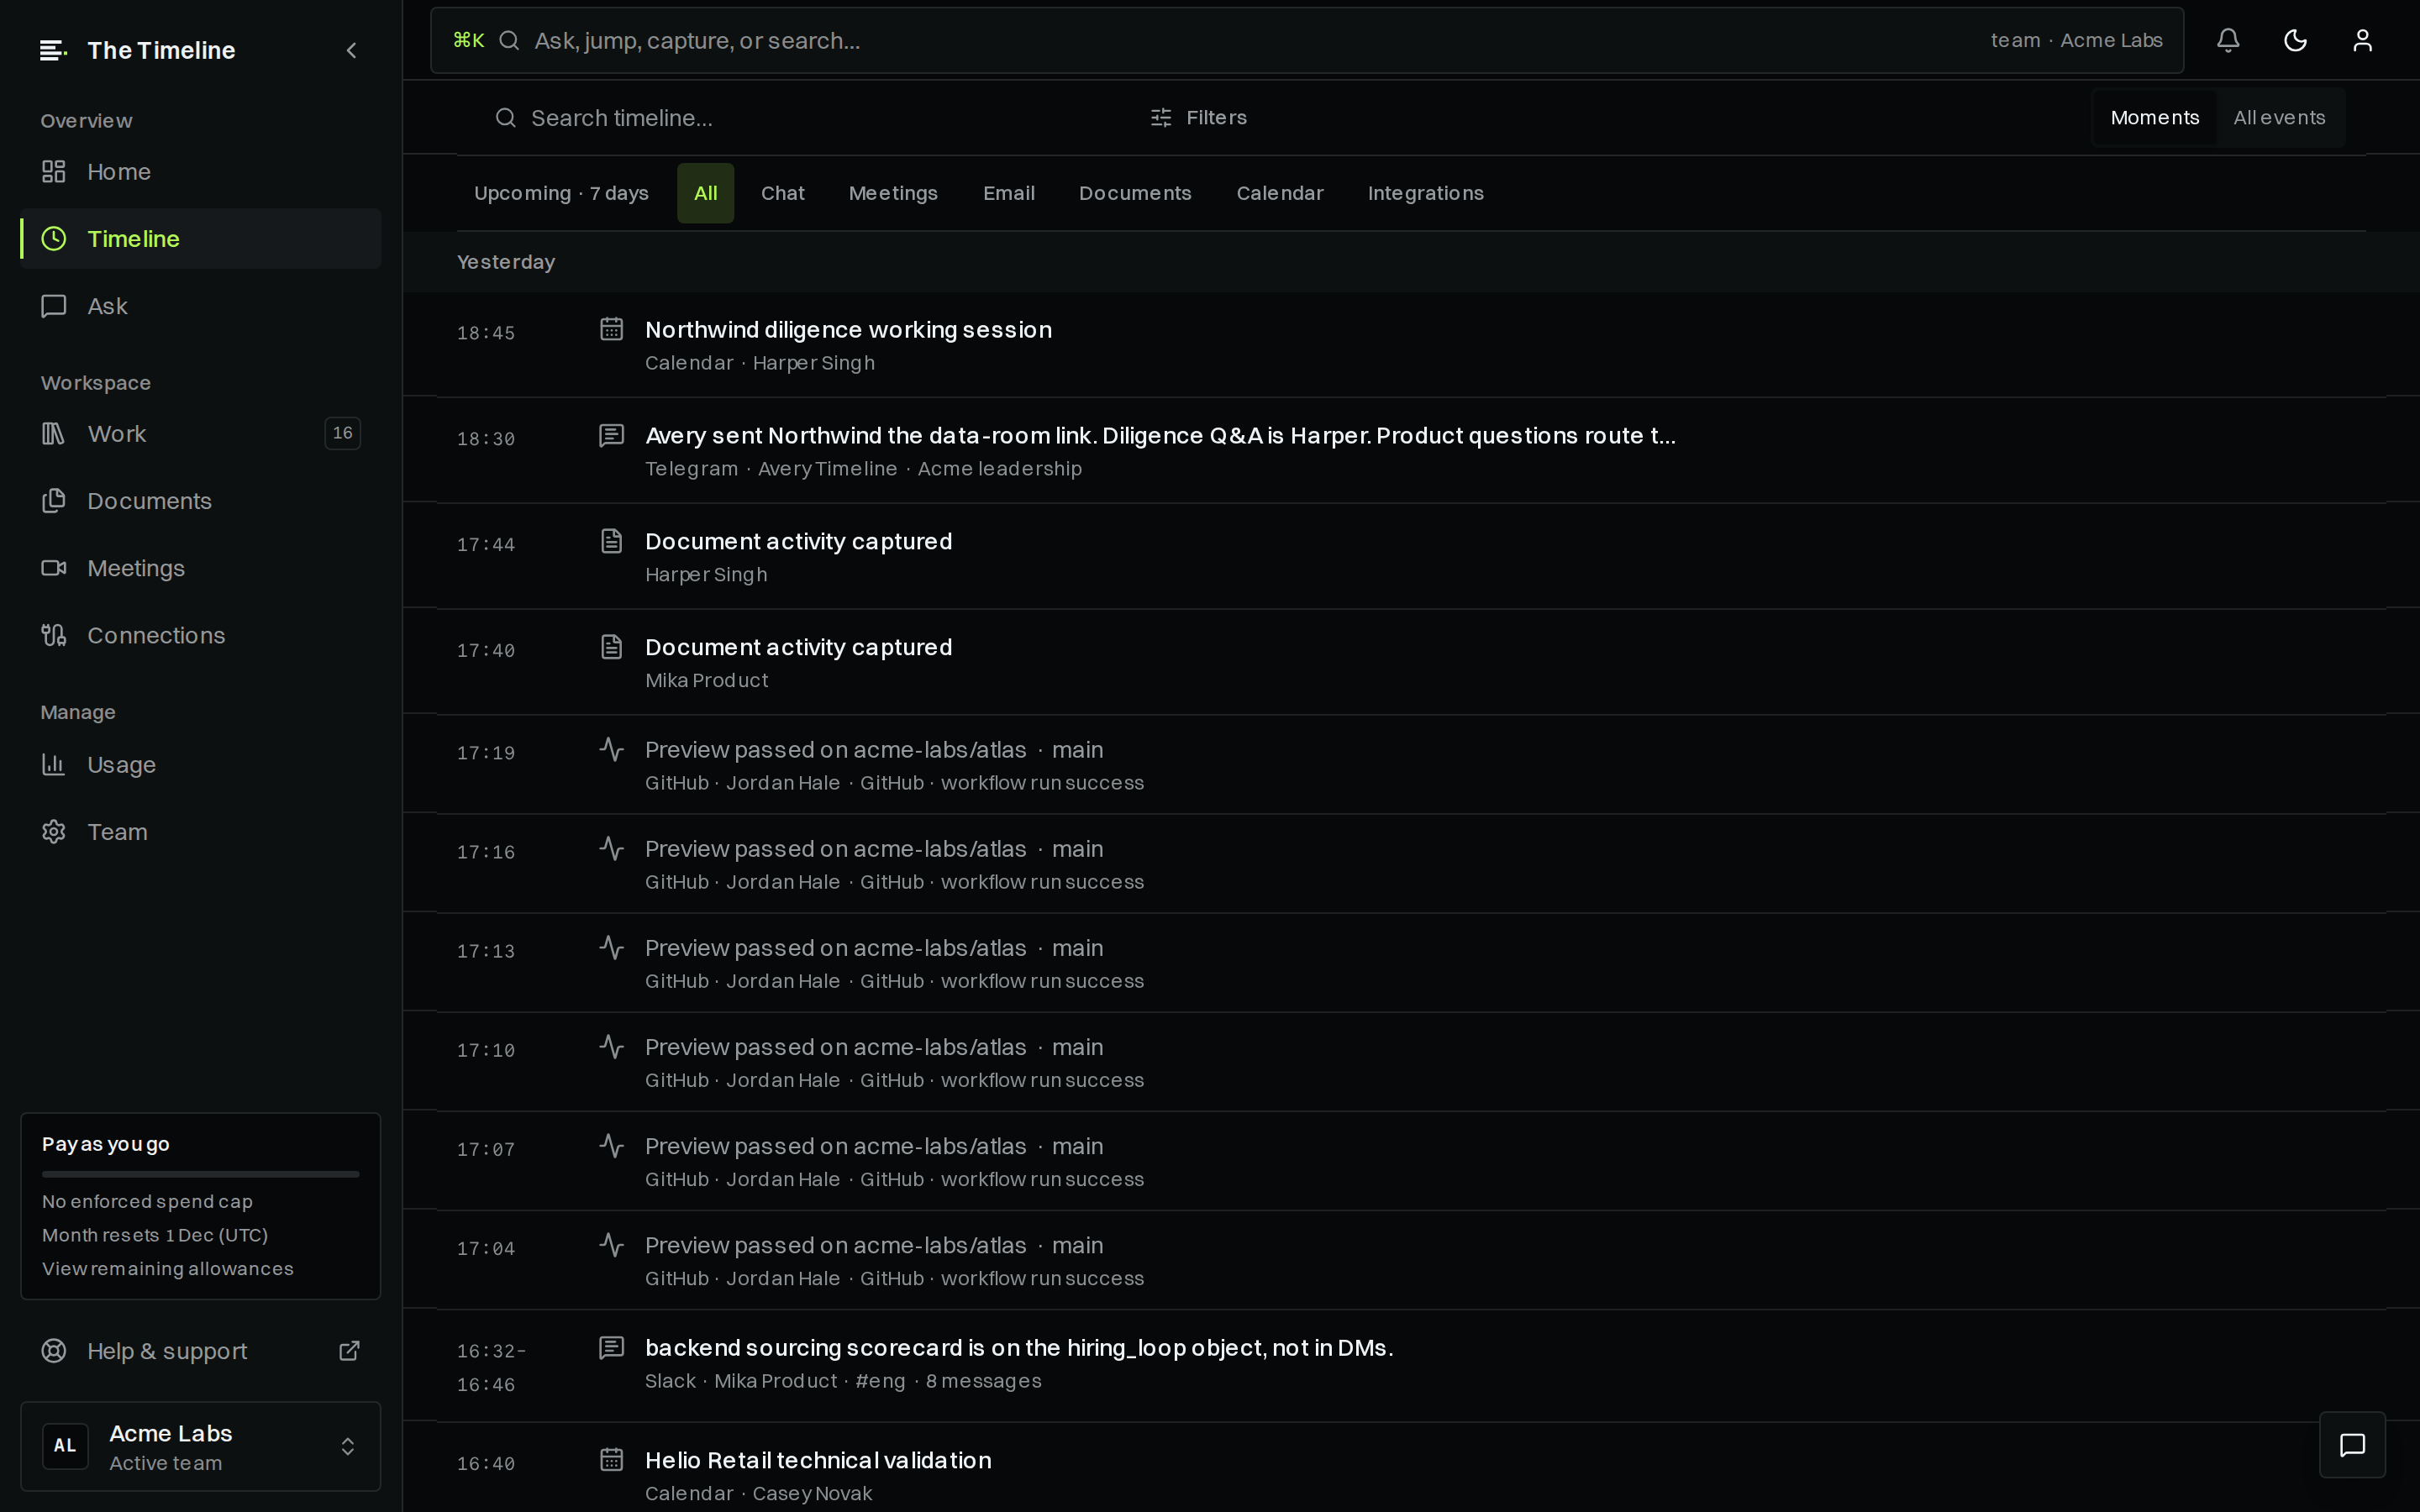 The Timeline
Overview
Home
Timeline
Ask
Workspace
Work
16
Documents
Meetings
Connections
Manage
Usage
Team
Pay as you go
No enforced spend cap
Month resets 1 Dec (UTC)
View remaining allowances
Help & support
AL
Acme Labs
Active team
⌘K
Ask, jump, capture, or search...
team · Acme Labs
Search timeline...
Filters
Moments
All events
Upcoming · 7 days
All
Chat
Meetings
Email
Documents
Calendar
Integrations
Yesterday
18:45
Northwind diligence working session
Calendar · Harper Singh
18:30
Avery sent Northwind the data-room link. Diligence Q&A is Harper. Product questions route t...
Telegram · Avery Timeline · Acme leadership
17:44
Document activity captured
Harper Singh
17:40
Document activity captured
Mika Product
17:19
Preview passed on acme-labs/atlas · main
GitHub · Jordan Hale · GitHub · workflow run success
17:16
Preview passed on acme-labs/atlas · main
GitHub · Jordan Hale · GitHub · workflow run success
17:13
Preview passed on acme-labs/atlas · main
GitHub · Jordan Hale · GitHub · workflow run success
17:10
Preview passed on acme-labs/atlas · main
GitHub · Jordan Hale · GitHub · workflow run success
17:07
Preview passed on acme-labs/atlas · main
GitHub · Jordan Hale · GitHub · workflow run success
17:04
Preview passed on acme-labs/atlas · main
GitHub · Jordan Hale · GitHub · workflow run success
16:32–
16:46
backend sourcing scorecard is on the hiring_loop object, not in DMs.
Slack · Mika Product · #eng · 8 messages
16:40
Helio Retail technical validation
Calendar · Casey Novak